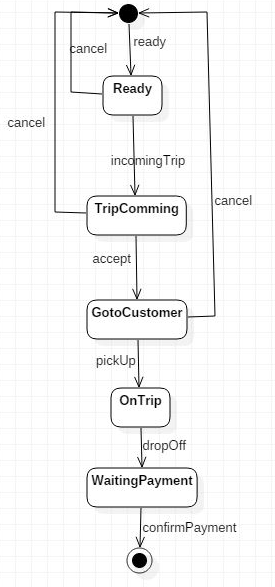 ready
cancel
Ready
cancel
incomingTrip
TripComming
cancel
accept
GotoCustomer
pickUp
OnTrip
dropOff
WaitingPayment
confirmPayment